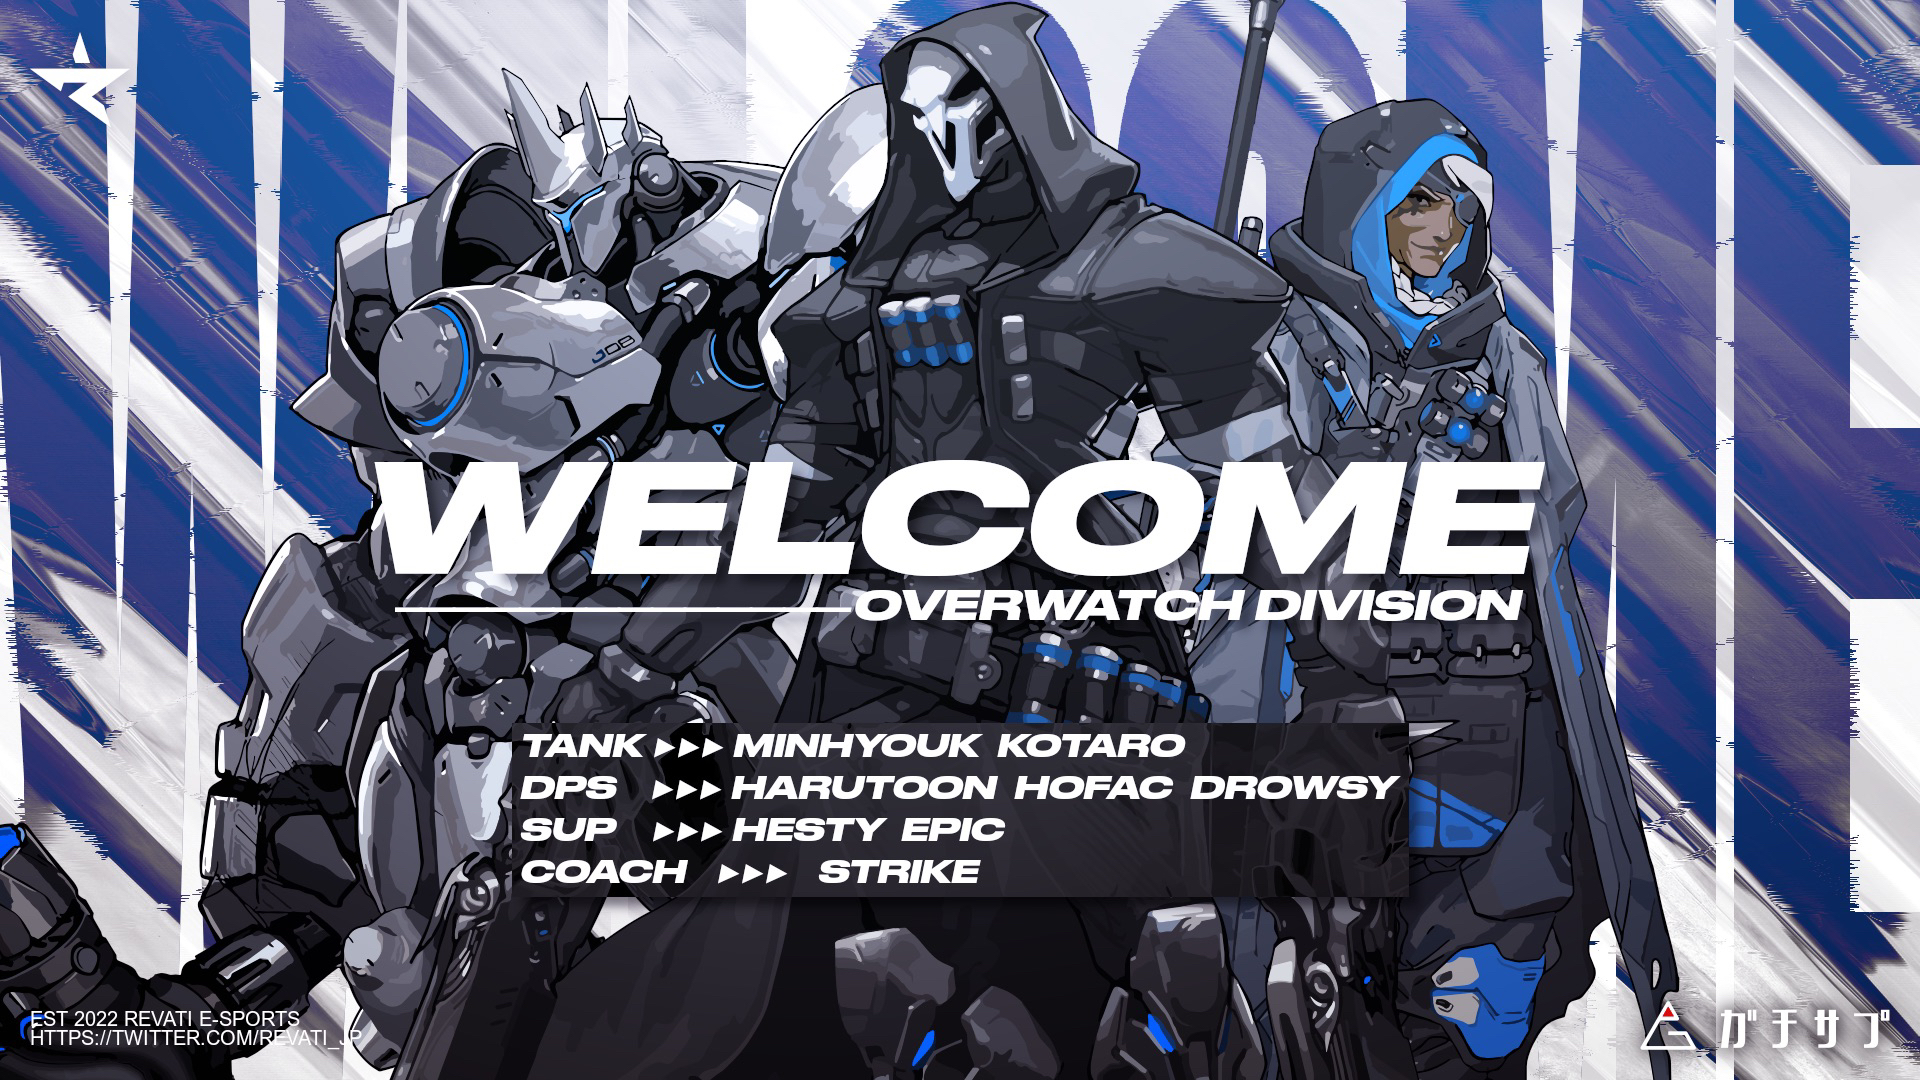 J08
WELCOME
OVERWATCH DIVISION
TANK ▸▸▸ MINHYOUK KOTARO
DPS ▸▸▸ HARUTOON HOFAC DROWSY
SUP ▸▸▸ HESTY EPIC
COACH ▸▸▸ STRIKE
EST 2022 REVATI E-SPORTS
HTTPS://TWITTER.COM/REVATI_JP
ガチサプ